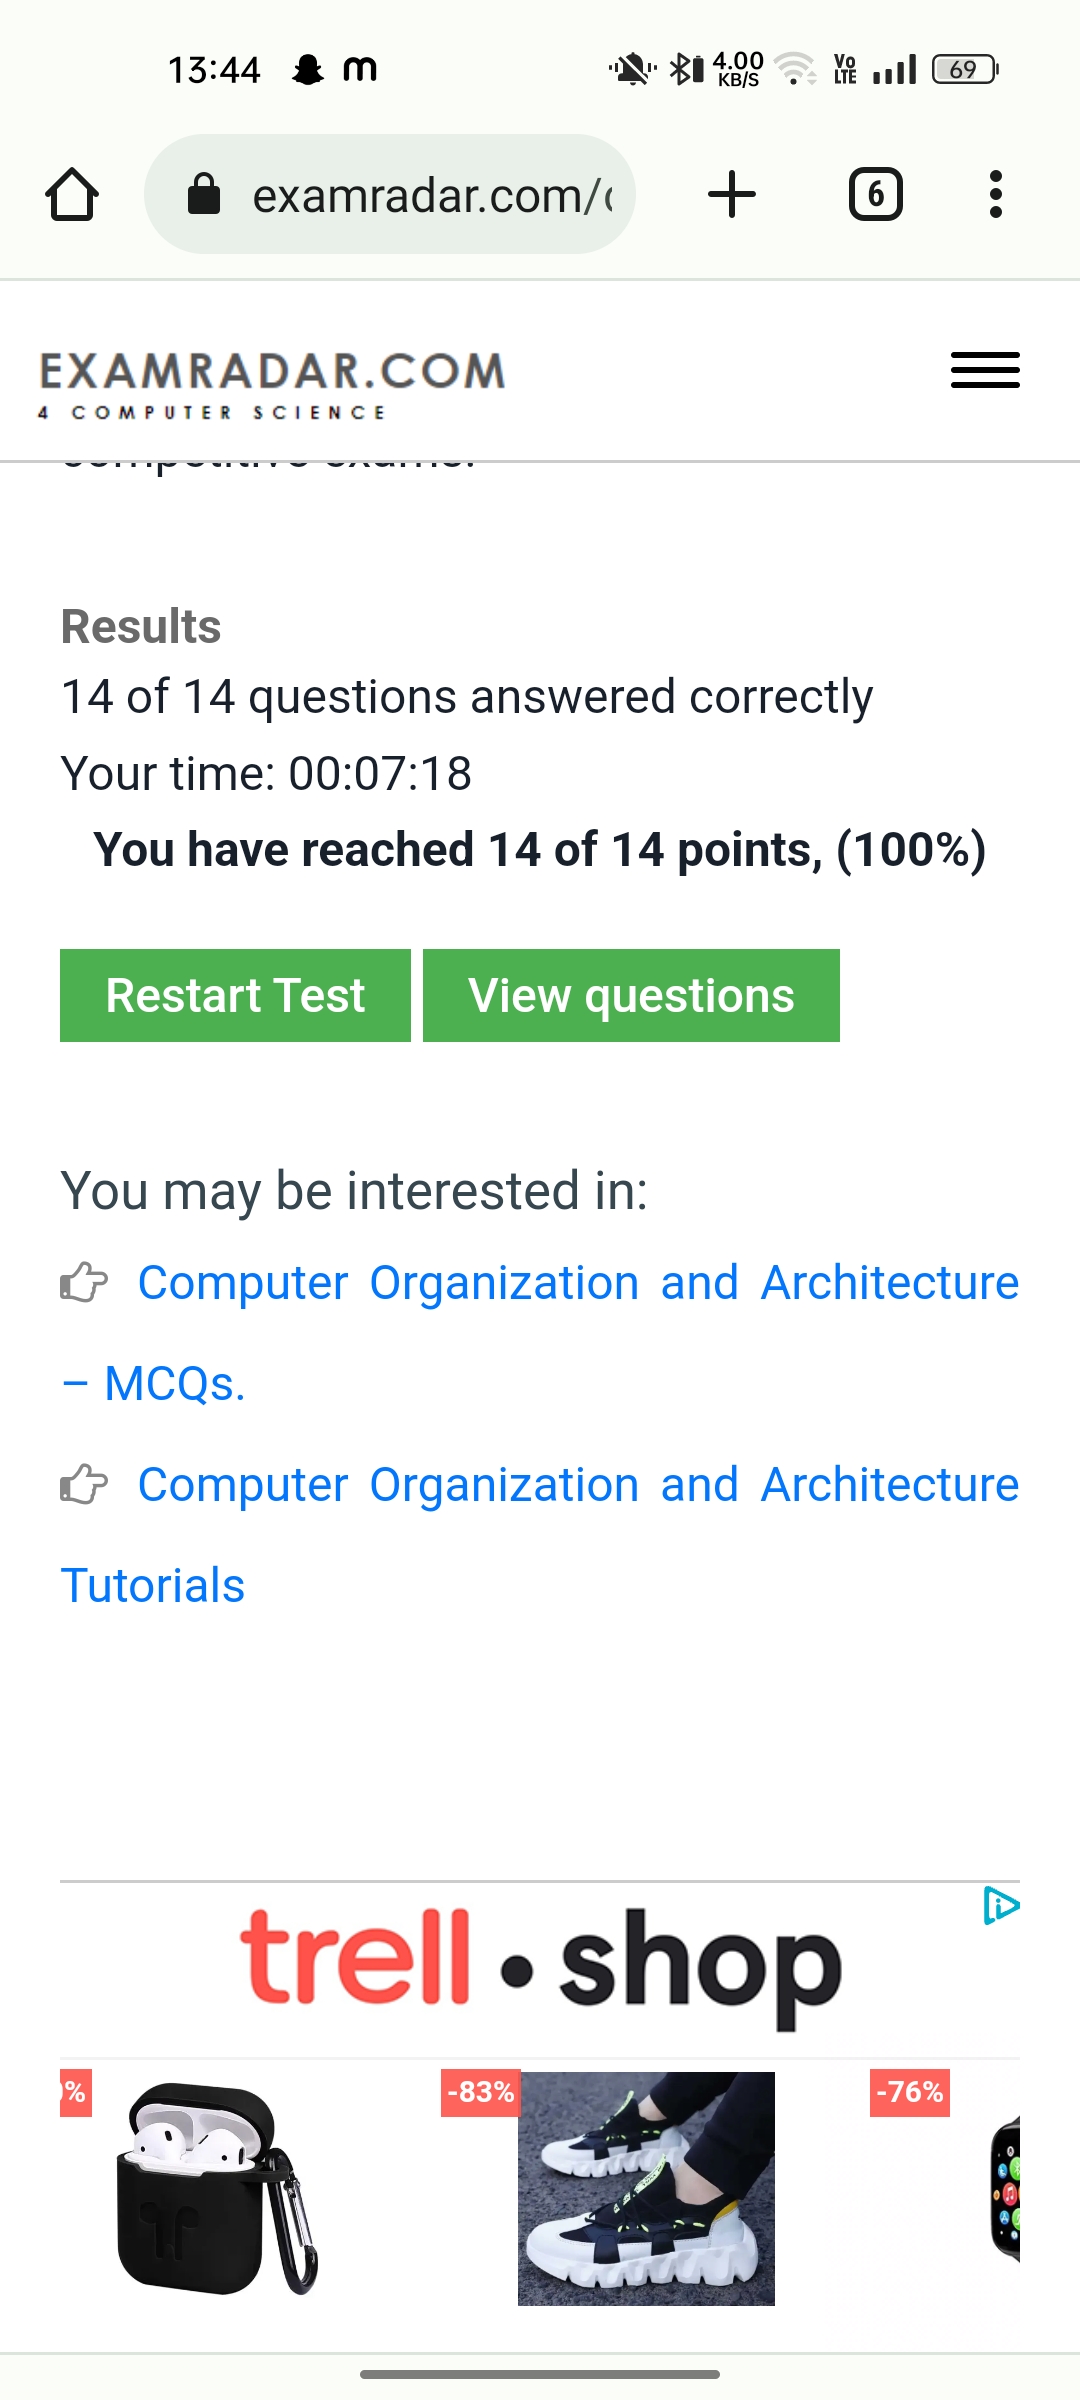 13:44 m 4.00 KB/S Vo LTE 69
examradar.com/
6
EXAMRADAR.COM
4 COMPUTER SCIENCE
competitive exams.
Results
14 of 14 questions answered correctly
Your time: 00:07:18
You have reached 14 of 14 points, (100%)
Restart Test View questions
You may be interested in:
Computer Organization and Architecture
– MCQs.
Computer Organization and Architecture
Tutorials
trell • shop
% -83% -76%